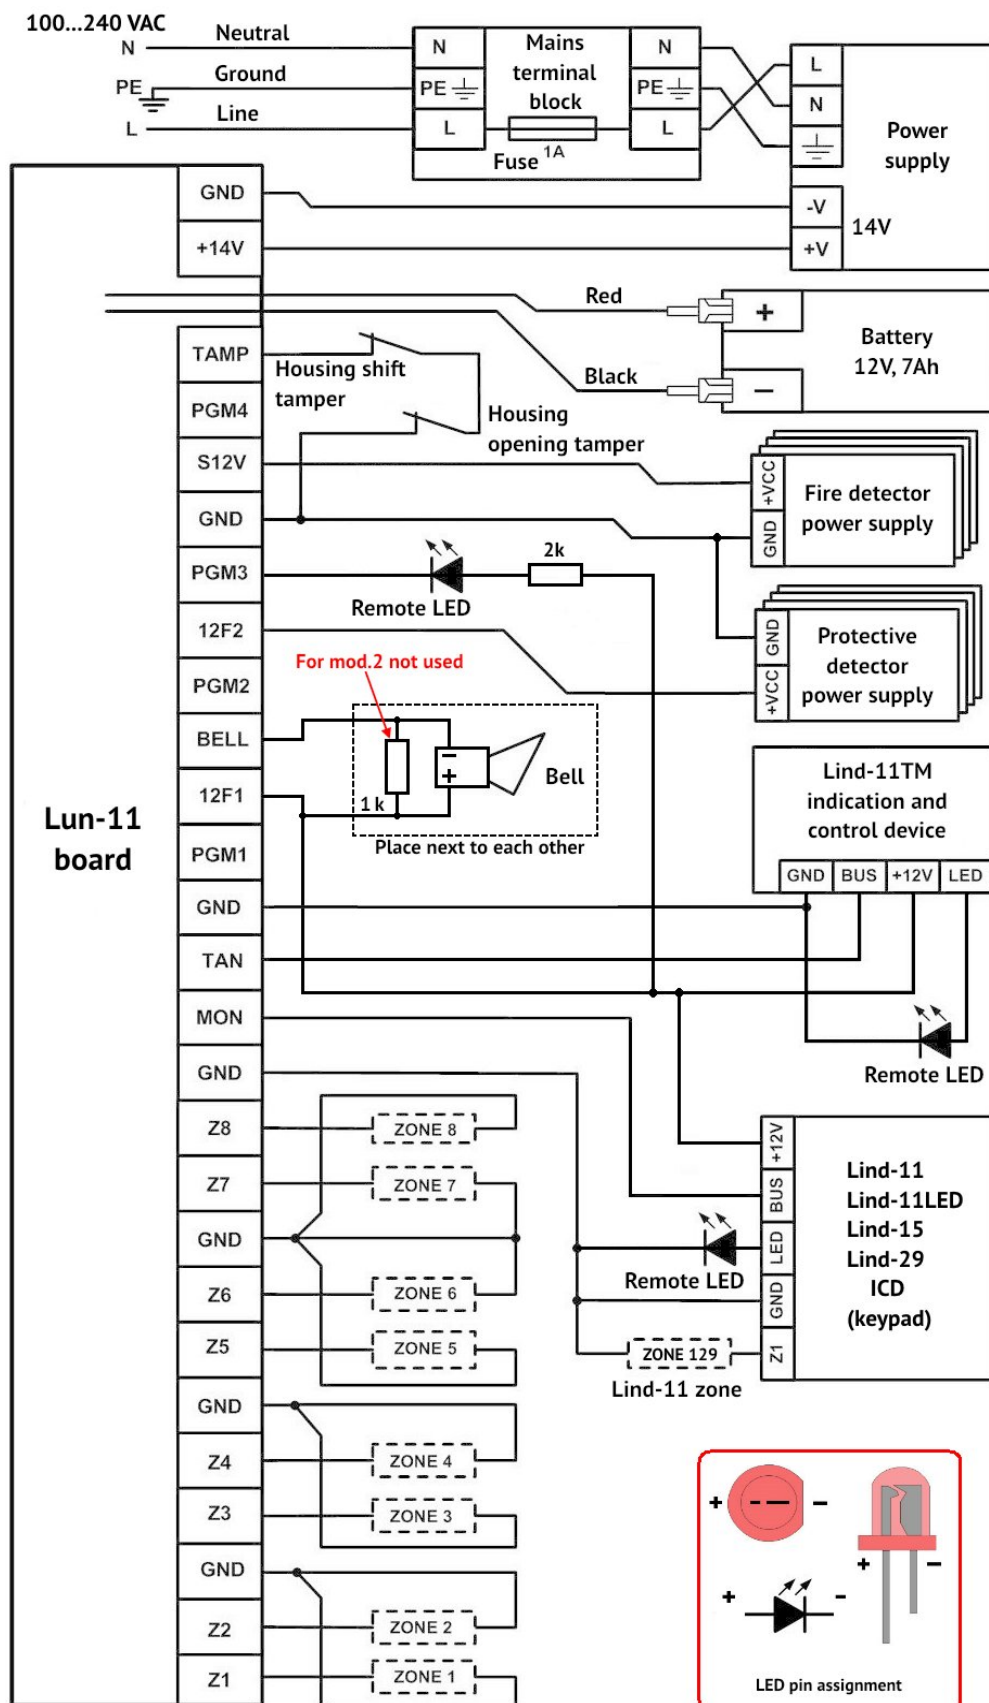 100...240 VAC
N
Neutral
PE
Ground
L
Line
N
PE
L
Mains
terminal
block
Fuse
1A
N
PE
L
L
N
Power
supply
-V
+V
14V
Lun-11
board
GND
+14V
TAMP
PGM4
S12V
GND
PGM3
12F2
PGM2
BELL
12F1
PGM1
GND
TAN
MON
GND
Z8
Z7
GND
Z6
Z5
GND
Z4
Z3
GND
Z2
Z1
Red
Black
+
−
Battery
12V, 7Ah
Housing shift
tamper
Housing
opening tamper
+VCC
GND
Fire detector
power supply
2k
Remote LED
GND
+VCC
Protective
detector
power supply
For mod.2 not used
−
+
1 k
Bell
Place next to each other
Lind-11TM
indication and
control device
GND
BUS
+12V
LED
Remote LED
ZONE 8
ZONE 7
ZONE 6
ZONE 5
ZONE 4
ZONE 3
ZONE 2
ZONE 1
+12V
BUS
LED
GND
Z1
Lind-11
Lind-11LED
Lind-15
Lind-29
ICD
(keypad)
Remote LED
ZONE 129
Lind-11 zone
+
−
+
−
+
−
LED pin assignment